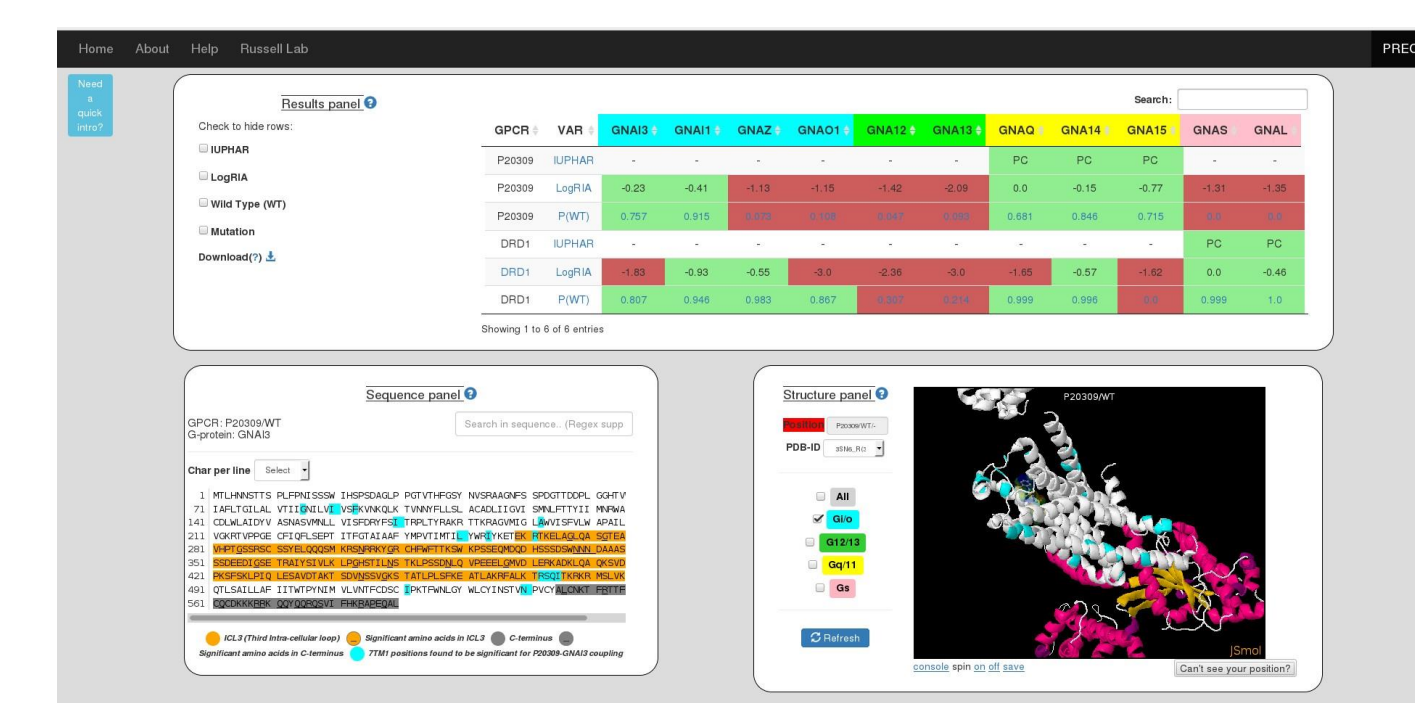 Home About Help Russell Lab
PREC
Need
a
quick
intro?
Results panel
Search:
Check to hide rows:
IUPHAR
LogRIA
Wild Type (WT)
Mutation
Download(?)
GPCR VAR GNAI3 GNAI1 GNAZ GNAO1 GNA12 GNA13 GNAQ GNA14 GNA15 GNAS GNAL
P20309 IUPHAR - - - - - - PC PC PC - -
P20309 LogRIA -0.23 -0.41 -1.13 -1.15 -1.42 -2.09 0.0 -0.15 -0.77 -1.31 -1.35
P20309 P(WT) 0.757 0.915 0.108 0.047 0.681 0.846 0.715 0.0 0.0
DRD1 IUPHAR - - - - - - - - - PC PC
DRD1 LogRIA -1.83 -0.93 -0.55 -3.0 -2.36 -3.0 -1.65 -0.57 -1.62 0.0 -0.46
DRD1 P(WT) 0.807 0.946 0.983 0.867 0.307 0.214 0.999 0.996 0.0 0.999 1.0
Showing 1 to 6 of 6 entries
Sequence panel
GPCR: P20309/WT
G-protein: GNAI3
Search in sequence.. (Regex supp
Char per line Select
1 MTLHNNSTTS PLFPNISSSW IHSPSDAGLP PGTVTHFGSY NVSRAAGNFS SPDGTTDDPL GGHTV
71 IAFLTGILAL VTIIGNILVI VSFKVNKQLK TVNNYFLLSL ACADLIIGVI SMNLFTTYII MNRWA
141 CDLWLAIDYV ASNASVMNLL VISFDRYFSI TRPLTYRAKR TTKRAGVMIG LAWVISFVLW APAIL
211 VGKRTVPPGE CFIQFLSEPT ITFGTAIAAF YMPVTIMTIL YWRIYKETEK RTKELAGLQA SGTEA
281 VHPTGSSRSC SSYELQQQSM KRSNRRKYGR CHFWFTTKSW KPSSEQMDQD HSSSDSWNNN DAAAS
351 SSDEEDIGSE TRAIYSIVLK LPGHSTILNS TKLPSSDNLQ VPEEELGMVD LERKADKLQA QKSVD
421 PKSFSKLPIQ LESAVDTAKT SDVNSSVGKS TATLPLSFKE ATLAKRFALK TRSQITKRKR MSLVK
491 QTLSAILLAF IITWTPYNIM VLVNTFCDSC IPKTFWNLGY WLCYINSTVN PVCYALCNKT FRTTF
561 CQCDKKKRRK QQYQQRQSVI FHKRAPEQAL
ICL3 (Third Intra-cellular loop) Significant amino acids in ICL3 C-terminus
Significant amino acids in C-terminus 7TM1 positions found to be significant for P20309-GNAI3 coupling
Structure panel
Position P20309/WT/-
PDB-ID
All
Gi/o
G12/13
Gq/11
Gs
Refresh
P20309/WT
JSmol
console spin on off save
Can't see your position?